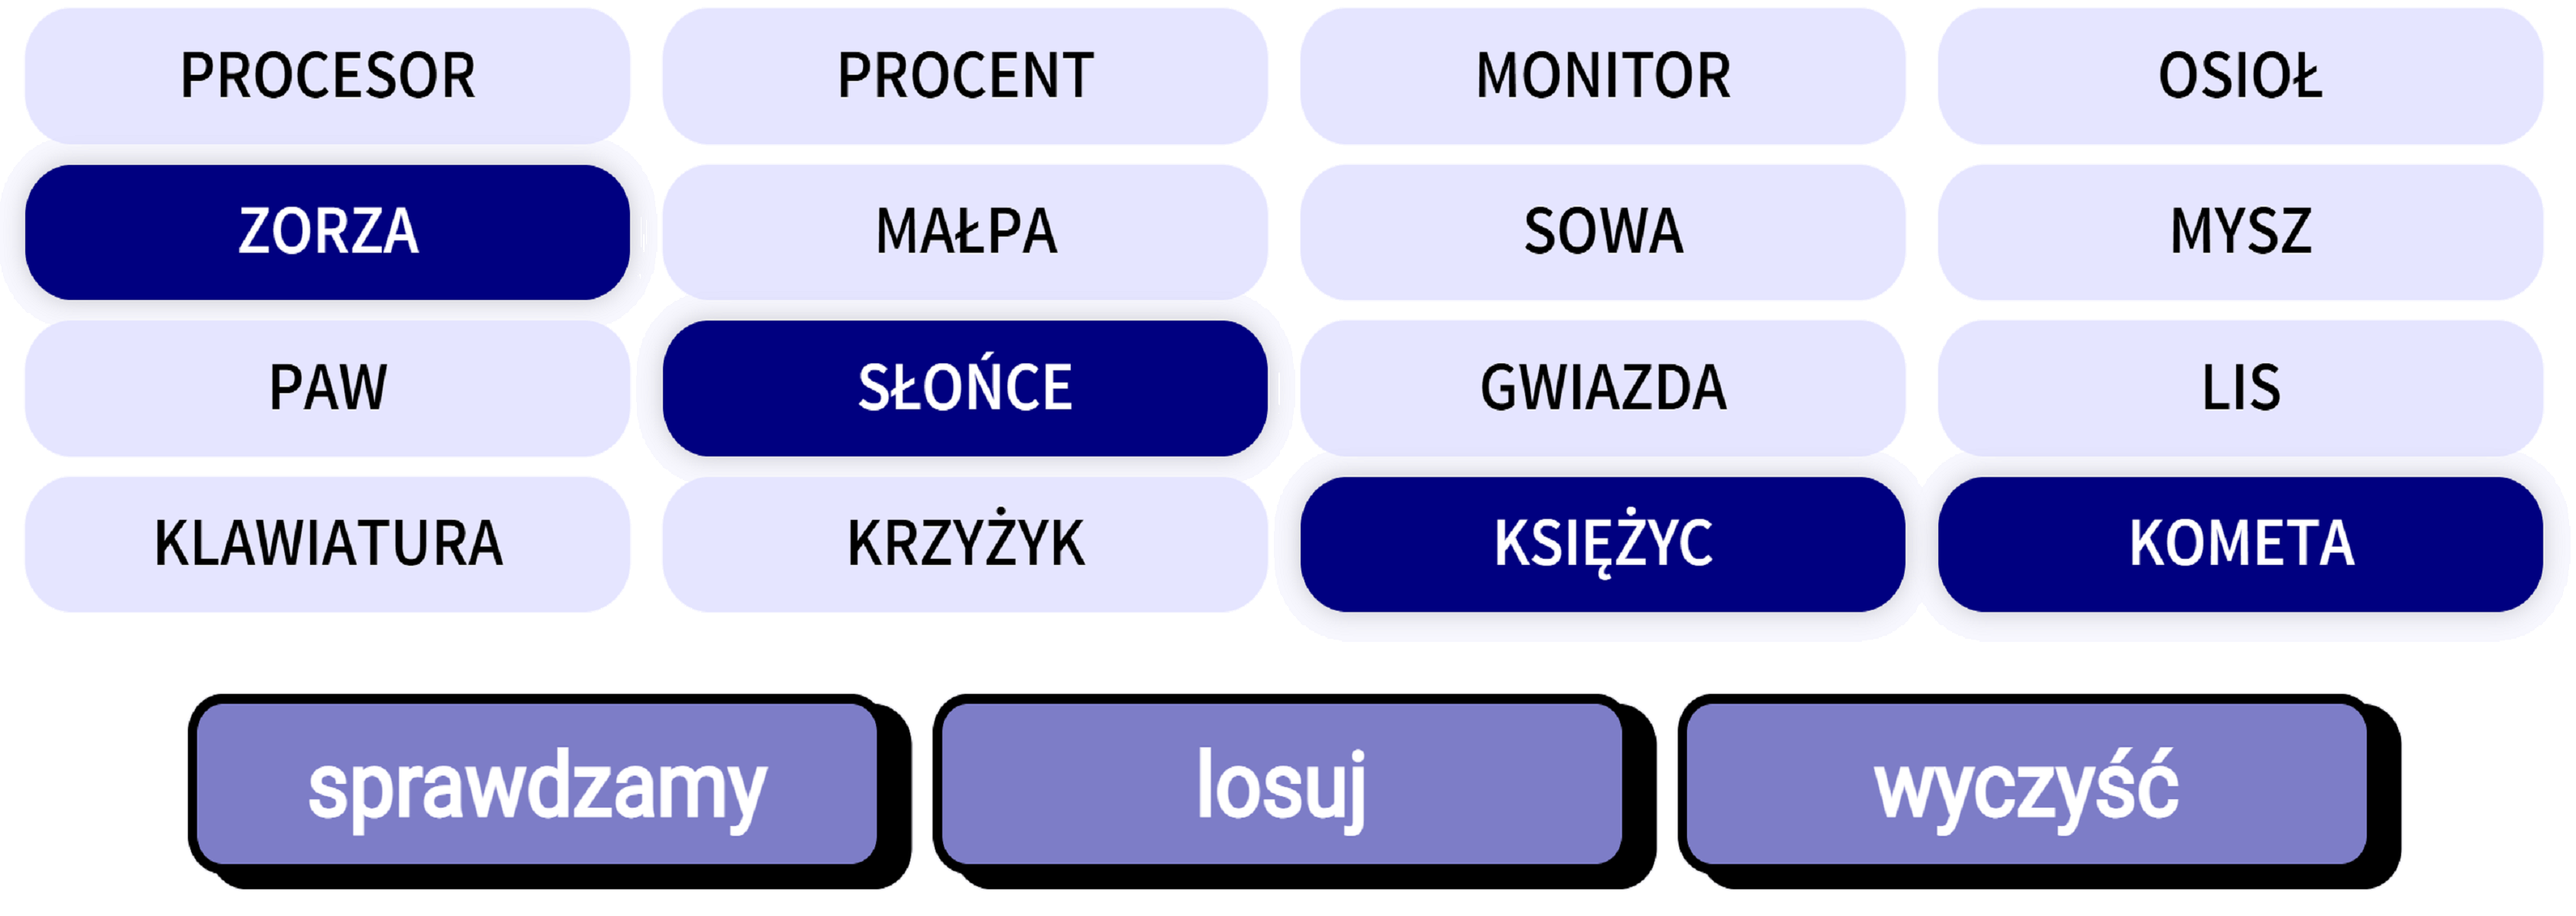 PROCESOR PROCENT MONITOR OSIOŁ
ZORZA MAŁPA SOWA MYSZ
PAW SŁOŃCE GWIAZDA LIS
KLAWIATURA KRZYŻYK KSIĘŻYC KOMETA
sprawdzamy losuj wyczyść